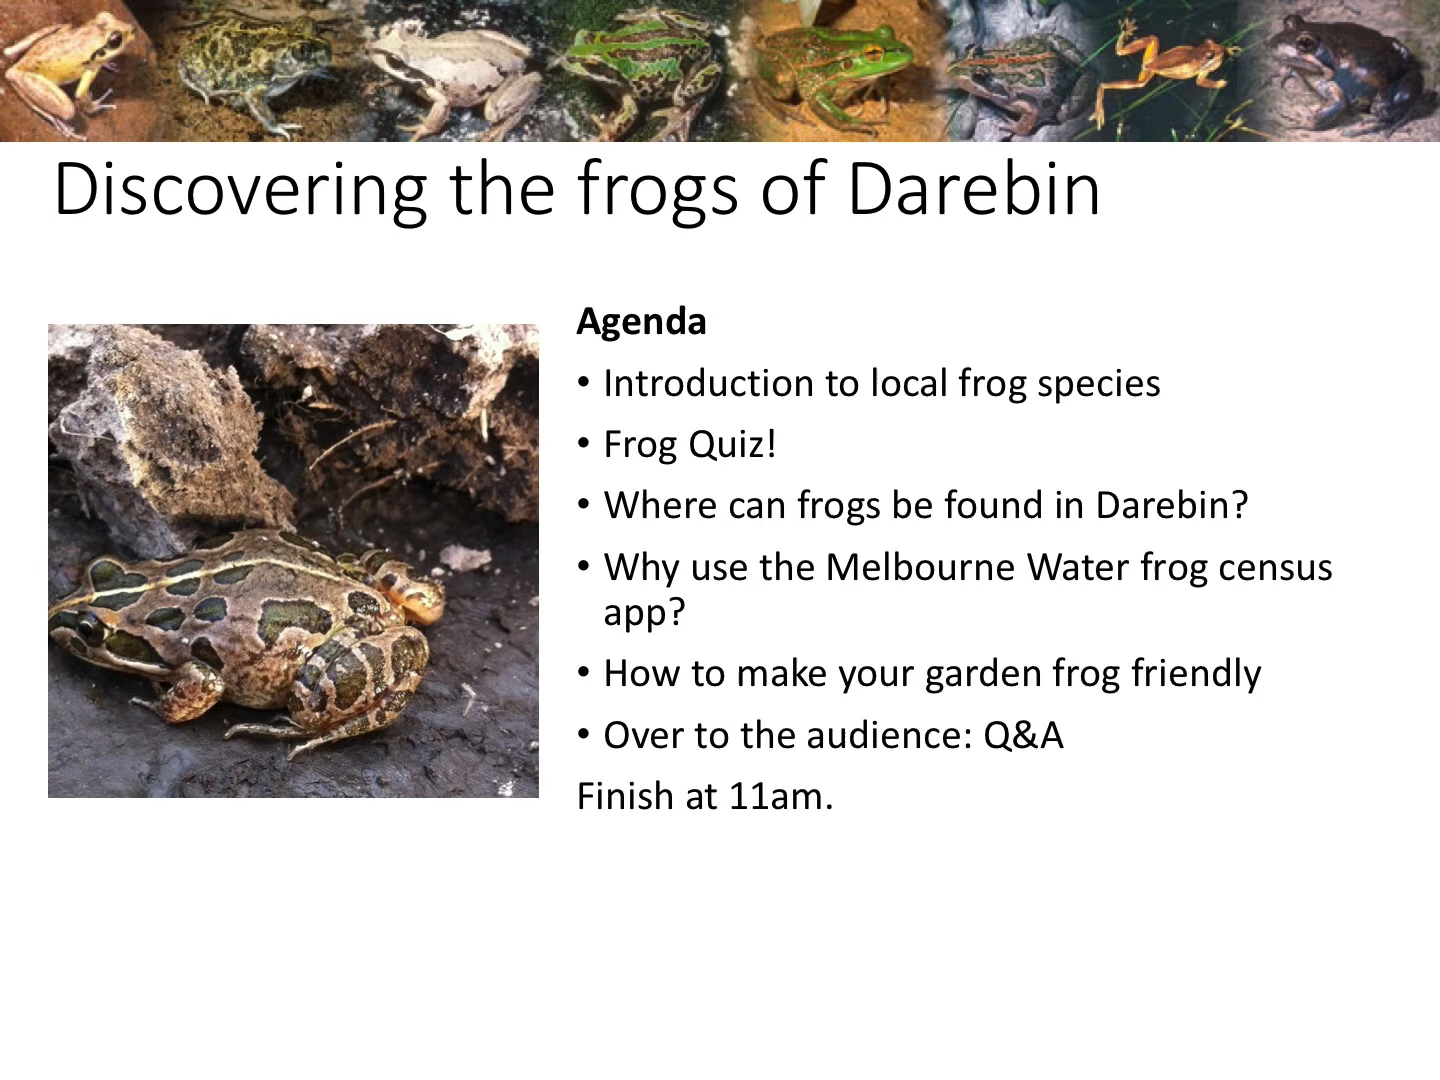 Discovering the frogs of Darebin
Agenda
• Introduction to local frog species
• Frog Quiz!
• Where can frogs be found in Darebin?
• Why use the Melbourne Water frog census
app?
• How to make your garden frog friendly
• Over to the audience: Q&A
Finish at 11am.